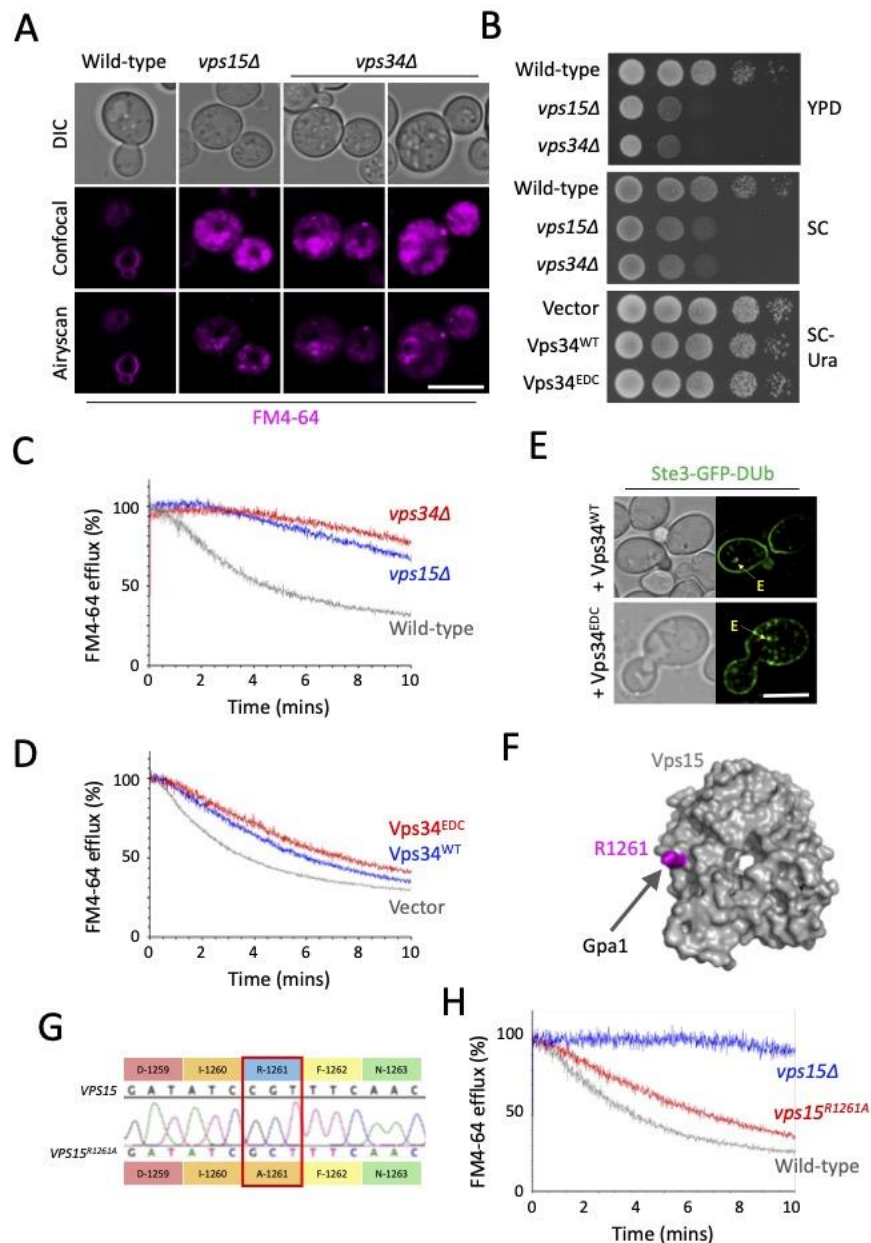 A
Wild-type vps15Δ vps34Δ
DIC
Confocal
Airyscan
FM4-64
B
Wild-type
vps15Δ
vps34Δ
YPD
Wild-type
vps15Δ
vps34Δ
SC
Vector
Vps34WT
Vps34EDC
SC-
Ura
C
FM4-64 efflux (%)
100
50
0
vps34Δ
vps15Δ
Wild-type
0 2 4 6 8 10
Time (mins)
D
FM4-64 efflux (%)
100
50
0
Vps34EDC
Vps34WT
Vector
0 2 4 6 8 10
Time (mins)
E
Ste3-GFP-DUb
+ Vps34WT
E
+ Vps34EDC
E
F
Vps15
R1261
Gpa1
G
D-1259 I-1260 R-1261 F-1262 N-1263
VPS15 G A T A T C C G T T T C A A C
VPS15R1261A G A T A T C G C T T T C A A C
D-1259 I-1260 A-1261 F-1262 N-1263
H
FM4-64 efflux (%)
100
50
0
vps15Δ
vps15R1261A
Wild-type
0 2 4 6 8 10
Time (mins)